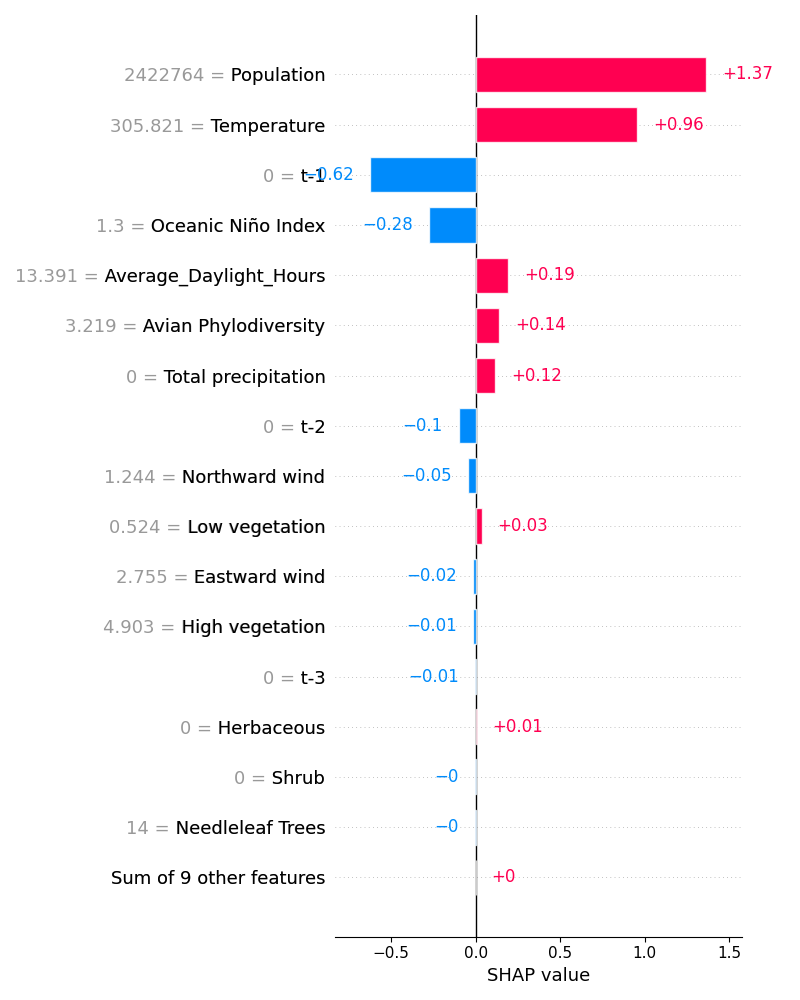 2422764 = Population +1.37
305.821 = Temperature +0.96
0 = t-1 −0.62
1.3 = Oceanic Niño Index −0.28
13.391 = Average_Daylight_Hours +0.19
3.219 = Avian Phylodiversity +0.14
0 = Total precipitation +0.12
0 = t-2 −0.1
1.244 = Northward wind −0.05
0.524 = Low vegetation +0.03
2.755 = Eastward wind −0.02
4.903 = High vegetation −0.01
0 = t-3 −0.01
0 = Herbaceous +0.01
0 = Shrub −0
14 = Needleleaf Trees −0
Sum of 9 other features +0
−0.5 0.0 0.5 1.0 1.5
SHAP value